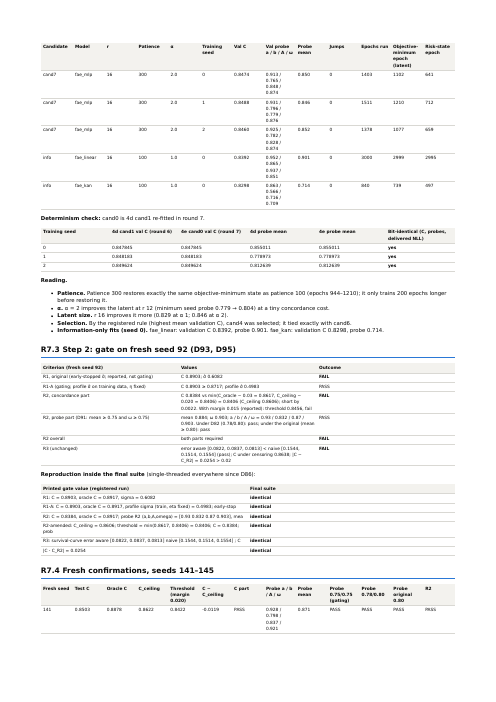 Candidate Model r Patience α Training seed Val C Val probe a / b / A / ω Probe mean Jumps Epochs run Objective-minimum epoch (latent) Risk-state epoch
cand7 fae_mlp 16 300 2.0 0 0.8474 0.913 / 0.765 / 0.848 / 0.874 0.850 0 1403 1102 641
cand7 fae_mlp 16 300 2.0 1 0.8488 0.931 / 0.796 / 0.779 / 0.876 0.846 0 1511 1210 712
cand7 fae_mlp 16 300 2.0 2 0.8460 0.925 / 0.782 / 0.828 / 0.874 0.852 0 1378 1077 659
info fae_linear 16 100 1.0 0 0.8392 0.952 / 0.865 / 0.937 / 0.851 0.901 0 3000 2999 2995
info fae_kan 16 100 1.0 0 0.8298 0.863 / 0.566 / 0.716 / 0.709 0.714 0 840 739 497
Determinism check: cand0 is 4d cand1 re-fitted in round 7.
Training seed 4d cand1 val C (round 6) 4e cand0 val C (round 7) 4d probe mean 4e probe mean Bit-identical (C, probes, delivered NLL)
0 0.847845 0.847845 0.855011 0.855011 yes
1 0.848183 0.848183 0.778973 0.778973 yes
2 0.849624 0.849624 0.812639 0.812639 yes
Reading.
• Patience. Patience 300 restores exactly the same objective-minimum state as patience 100 (epochs 944–1210); it only trains 200 epochs longer
before restoring it.
• α. α = 2 improves the latent at r 12 (minimum seed probe 0.779 → 0.804) at a tiny concordance cost.
• Latent size. r 16 improves it more (0.829 at α 1; 0.846 at α 2).
• Selection. By the registered rule (highest mean validation C), cand4 was selected; it tied exactly with cand6.
• Information-only fits (seed 0). fae_linear: validation C 0.8392, probe 0.901. fae_kan: validation C 0.8298, probe 0.714.
R7.3 Step 2: gate on fresh seed 92 (D93, D95)
Criterion (fresh seed 92) Values Outcome
R1, original (early-stopped σ; reported, not gating) C 0.8903; σ 0.6082 FAIL
R1-A (gating; profile σ on training data, η fixed) C 0.8903 ≥ 0.8717; profile 0.4983 PASS
R2, concordance part C 0.8384 vs min(C_oracle − 0.03 = 0.8617, C_ceiling −
0.020 = 0.8406) = 0.8406 (C_ceiling 0.8606); short by
0.0022. With margin 0.015 (reported): threshold 0.8456, fail
FAIL
R2, probe part (D91: mean ≥ 0.75 and ω ≥ 0.75) mean 0.884; ω 0.903; a / b / A / ω = 0.93 / 0.832 / 0.87 /
0.903. Under D82 (0.78/0.80): pass; under the original (mean
≥ 0.80): pass
PASS
R2 overall both parts required FAIL
R3 (unchanged) error aware [0.0822, 0.0837, 0.0813] < naive [0.1544,
0.1514, 0.1554] (pass); C under censoring 0.8638; |C −
C_R2| = 0.0254 > 0.02
FAIL
Reproduction inside the final suite (single-threaded everywhere since D86):
Printed gate value (registered run) Final suite
R1: C = 0.8903, oracle C = 0.8917, sigma = 0.6082 identical
R1-A: C = 0.8903, oracle C = 0.8917, profile sigma (train, eta fixed) = 0.4983; early-stop identical
R2: C = 0.8384, oracle C = 0.8917; probe R2 (a,b,A,omega) = [0.93 0.832 0.87 0.903], mea identical
R2-amended: C_ceiling = 0.8606; threshold = min(0.8617, 0.8406) = 0.8406; C = 0.8384;
prob
identical
R3: survival-curve error aware [0.0822, 0.0837, 0.0813] naive [0.1544, 0.1514, 0.1554] ; C identical
|C - C_R2| = 0.0254 identical
R7.4 Fresh confirmations, seeds 141–145
Fresh seed Test C Oracle C C_ceiling Threshold (margin 0.020) C − C_ceiling C part Probe a / b / A / ω Probe mean Probe 0.75/0.75 (gating) Probe 0.78/0.80 Probe original 0.80 R2
141 0.8503 0.8878 0.8622 0.8422 -0.0119 PASS 0.928 / 0.798 / 0.837 / 0.921 0.871 PASS PASS PASS PASS